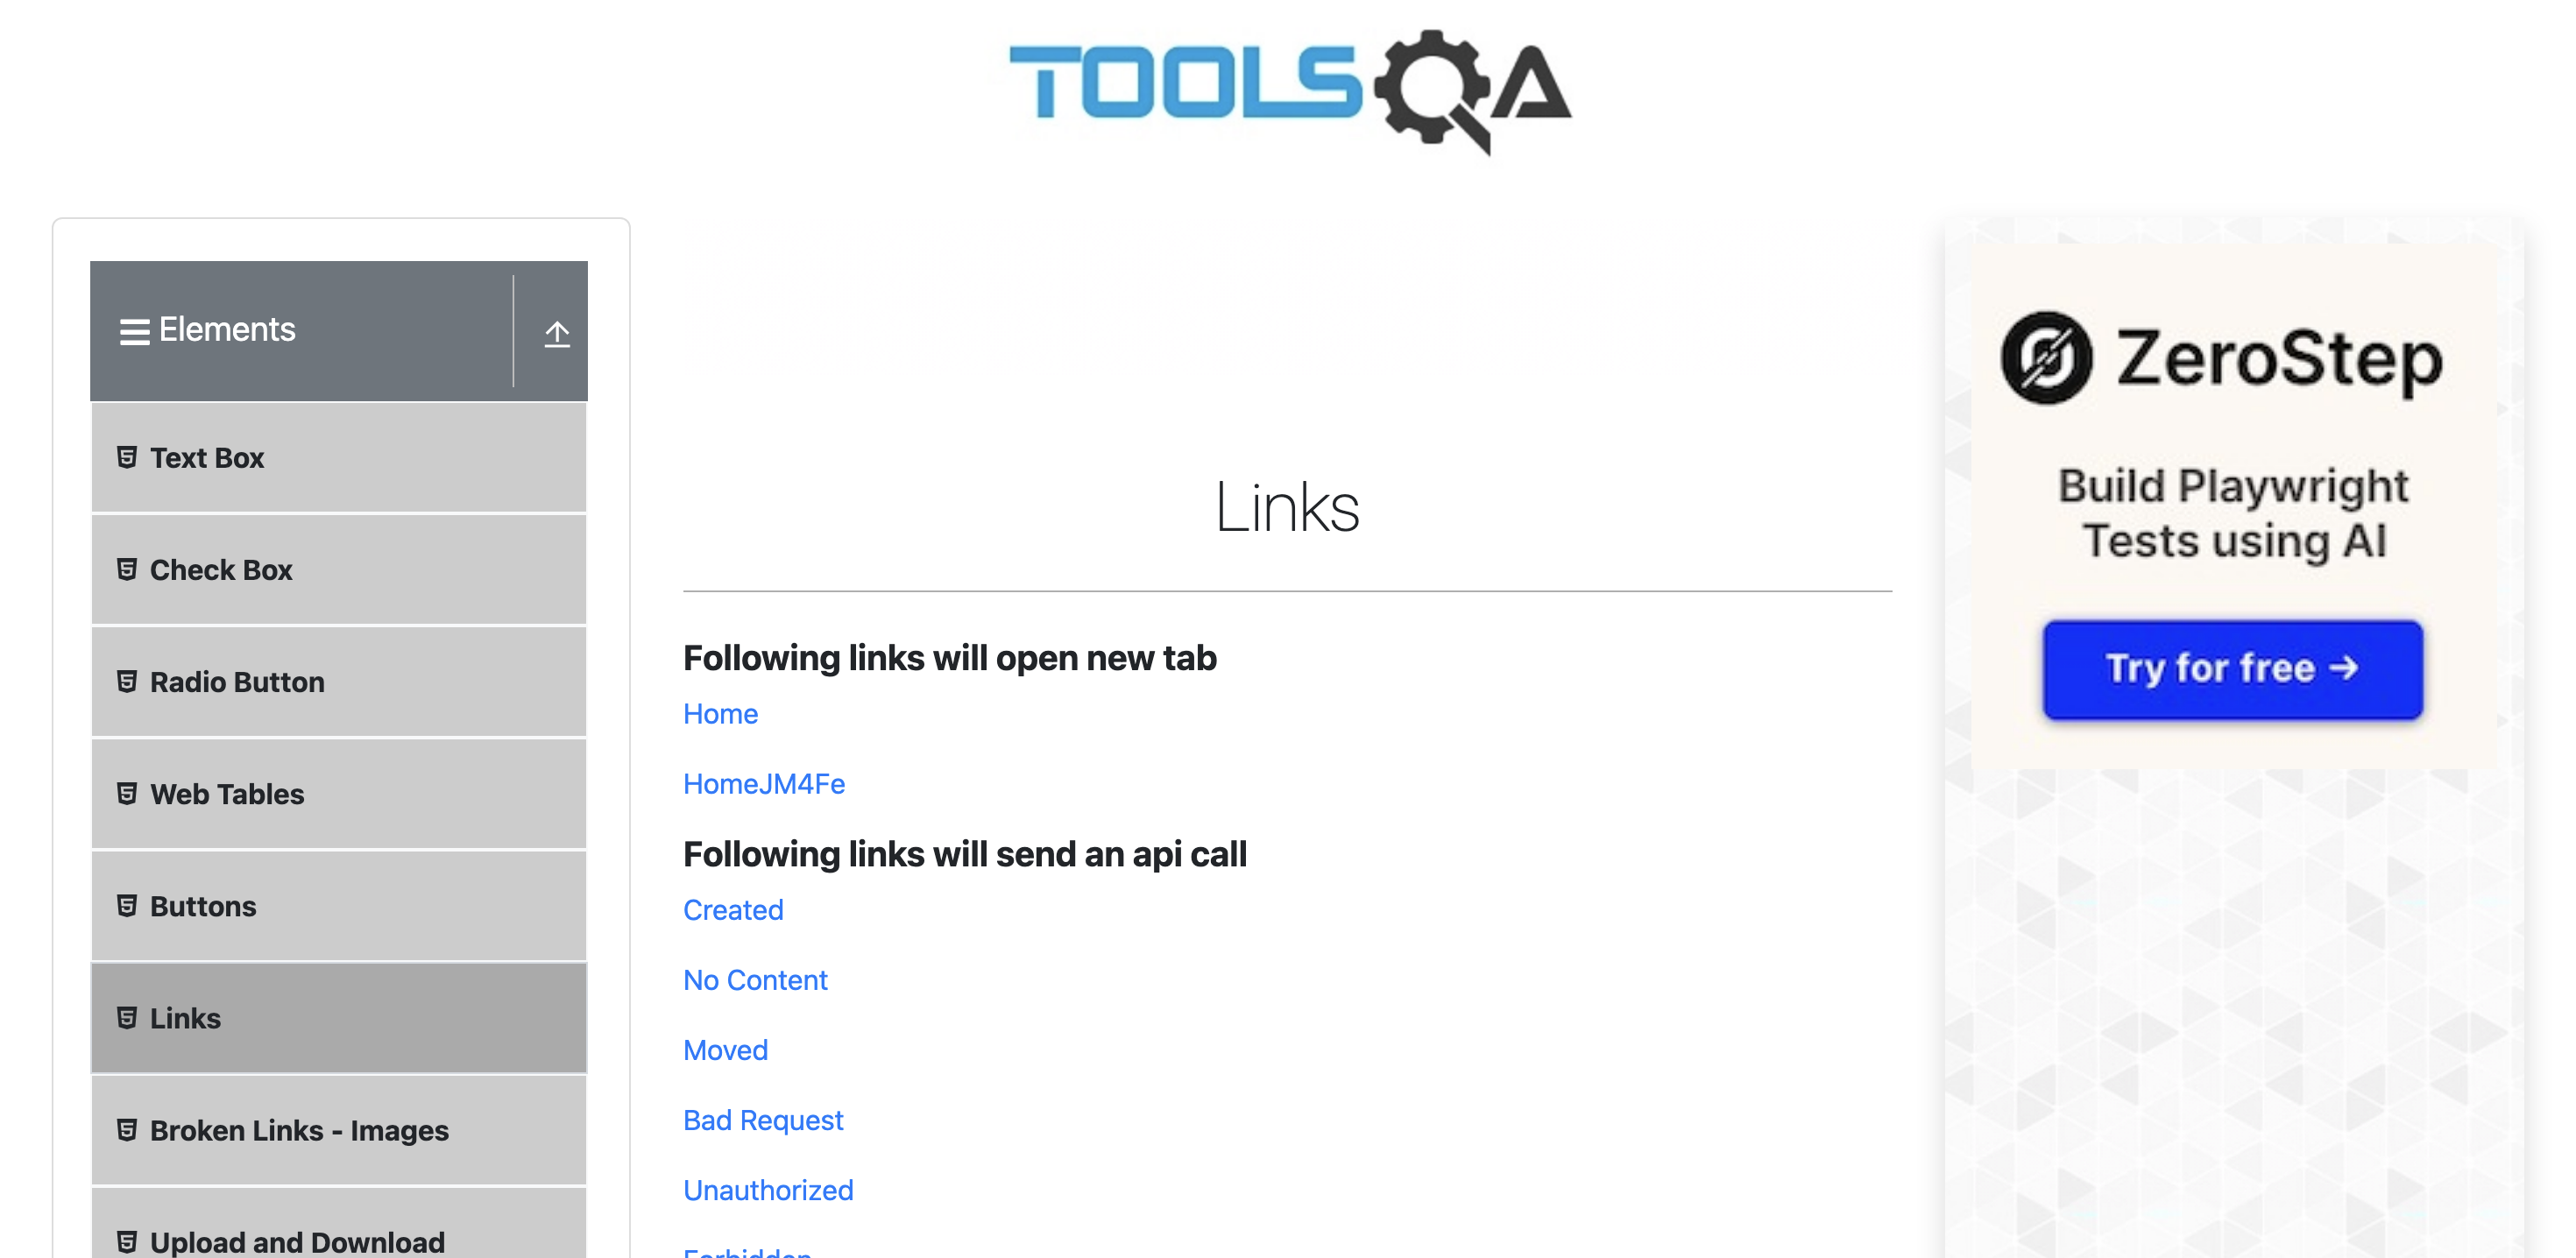 TOOLSQA
Elements
Text Box
Check Box
Radio Button
Web Tables
Buttons
Links
Broken Links - Images
Upload and Download
Links
Following links will open new tab
Home
HomeJM4Fe
Following links will send an api call
Created
No Content
Moved
Bad Request
Unauthorized
ZeroStep
Build Playwright
Tests using AI
Try for free →